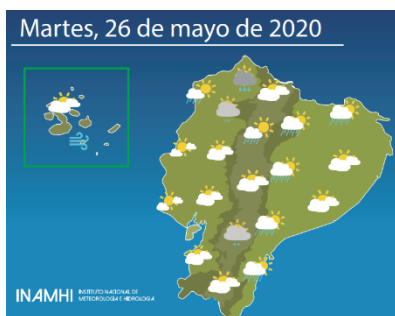 Martes, 26 de mayo de 2020
INAMHI
INSTITUTO NACIONAL DE
METEOROLOGÍA E HIDROLOGÍA